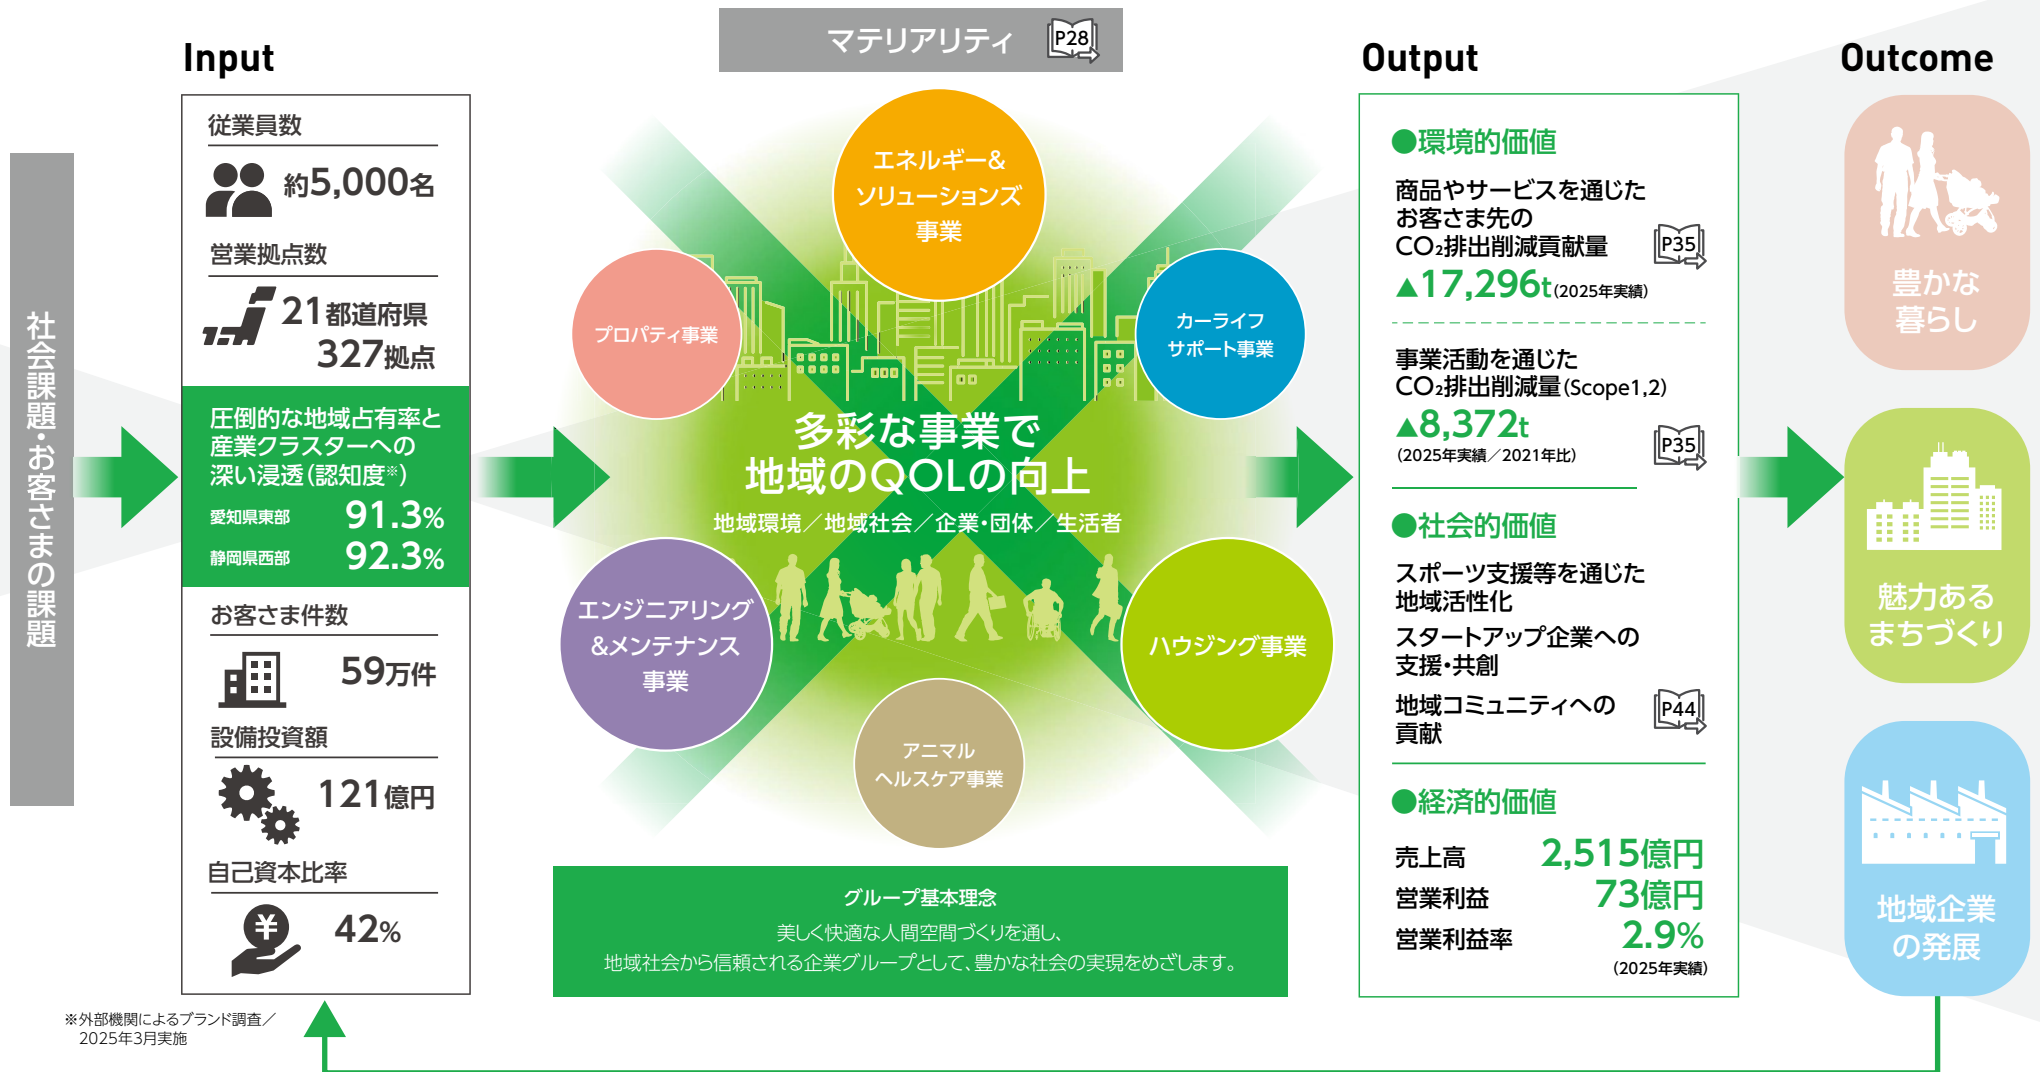 マテリアリティ P28
社会課題・お客さまの課題
Input
従業員数
約5,000名
営業拠点数
21都道府県
327拠点
圧倒的な地域占有率と
産業クラスターへの
深い浸透(認知度※)
愛知県東部 91.3%
静岡県西部 92.3%
お客さま件数
59万件
設備投資額
121億円
自己資本比率
¥
42%
※外部機関によるブランド調査/
2025年3月実施
エネルギー&
ソリューションズ
事業
プロパティ事業
カーライフ
サポート事業
多彩な事業で
地域のQOLの向上
地域環境/地域社会/企業・団体/生活者
エンジニアリング
&メンテナンス
事業
ハウジング事業
アニマル
ヘルスケア事業
グループ基本理念
美しく快適な人間空間づくりを通し、
地域社会から信頼される企業グループとして、豊かな社会の実現をめざします。
Output
●環境的価値
商品やサービスを通じた
お客さま先の
CO₂排出削減貢献量 P35
▲17,296t(2025年実績)
事業活動を通じた
CO₂排出削減量(Scope1,2)
▲8,372t P35
(2025年実績/2021年比)
●社会的価値
スポーツ支援等を通じた
地域活性化
スタートアップ企業への
支援・共創
地域コミュニティへの
貢献 P44
●経済的価値
売上高 2,515億円
営業利益 73億円
営業利益率 2.9%
(2025年実績)
Outcome
豊かな
暮らし
魅力ある
まちづくり
地域企業
の発展